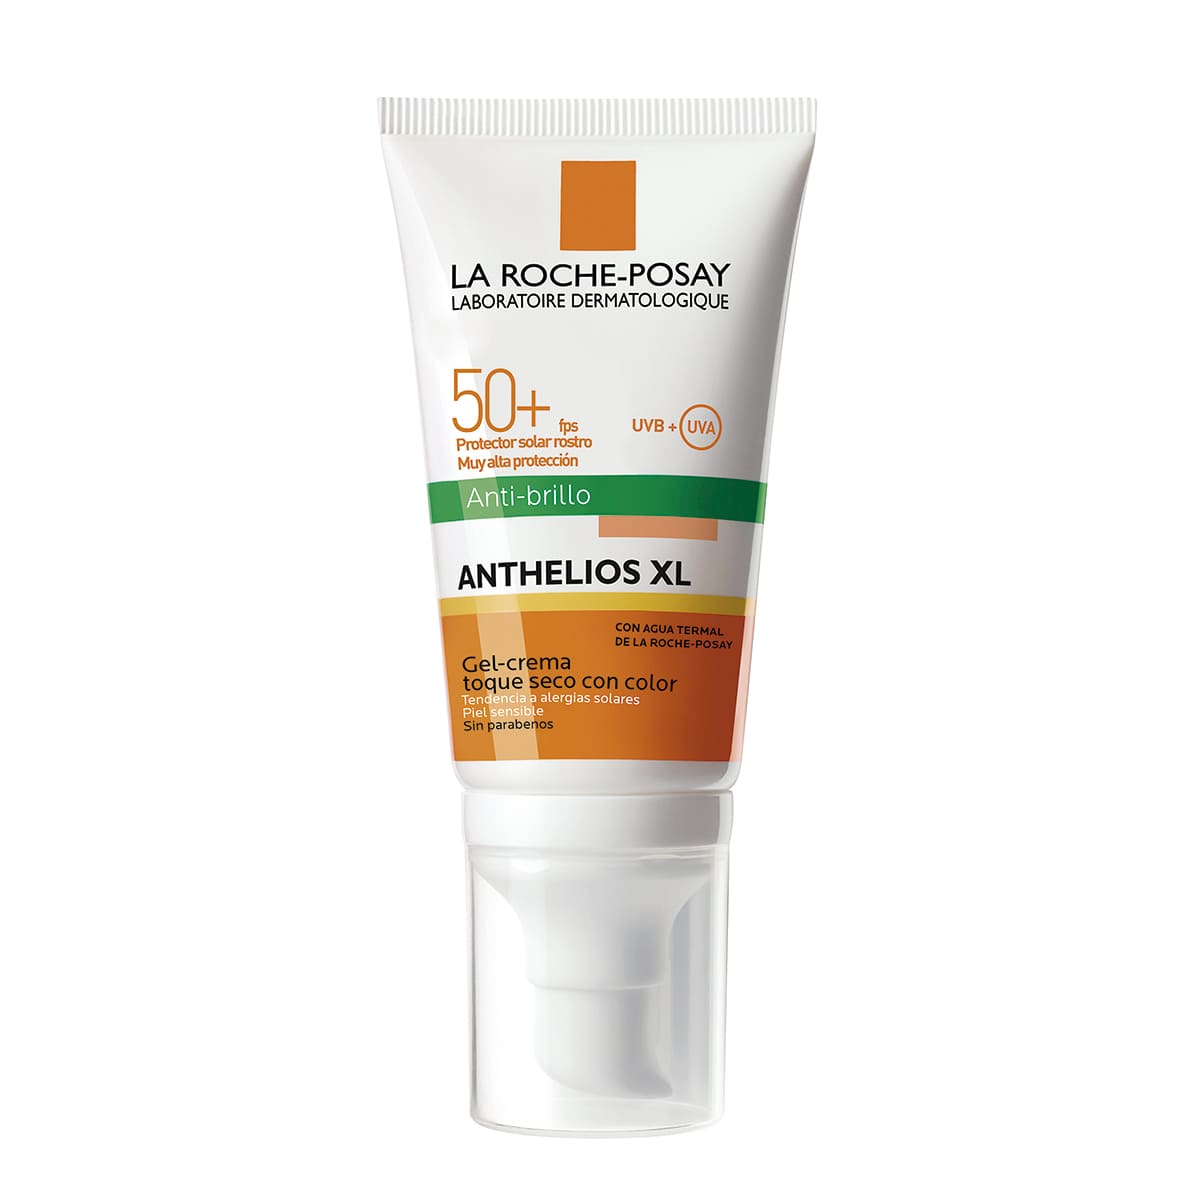 LA ROCHE-POSAY
LABORATOIRE DERMATOLOGIQUE
50+ fps
UVB + UVA
Protector solar rostro
Muy alta protección
Anti-brillo
ANTHELIOS XL
CON AGUA TERMAL
DE LA ROCHE-POSAY
Gel-crema
toque seco con color
Tendencia a alergias solares
Piel sensible
Sin parabenos